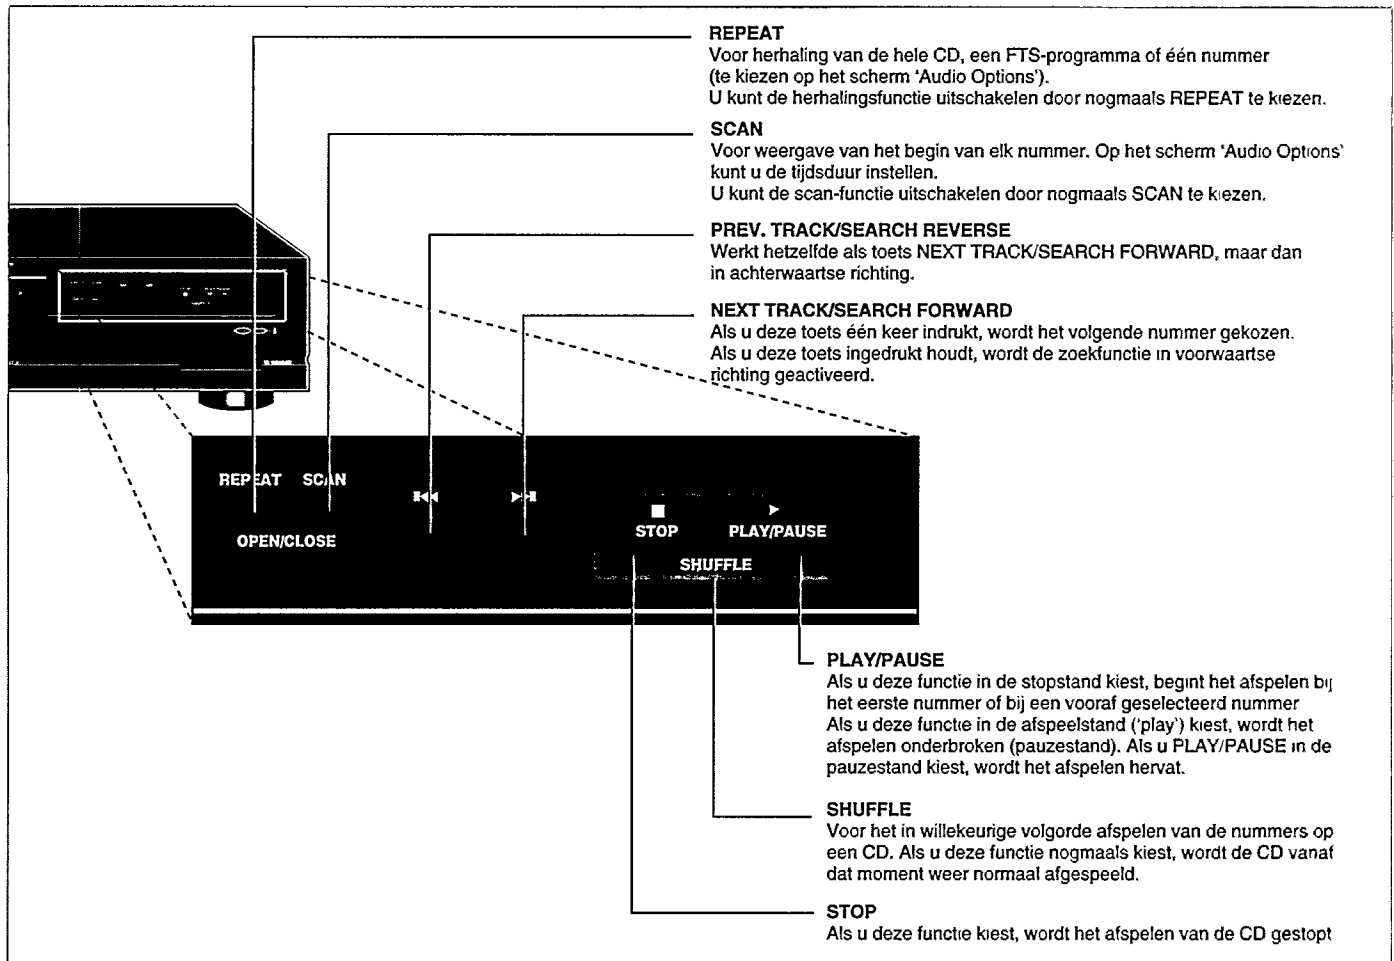 REPEAT
Voor herhaling van de hele CD, een FTS-programma of één nummer
(te kiezen op het scherm 'Audio Options').
U kunt de herhalingsfunctie uitschakelen door nogmaals REPEAT te kiezen.
SCAN
Voor weergave van het begin van elk nummer. Op het scherm 'Audio Options'
kunt u de tijdsduur instellen.
U kunt de scan-functie uitschakelen door nogmaals SCAN te kiezen.
PREV. TRACK/SEARCH REVERSE
Werkt hetzelfde als toets NEXT TRACK/SEARCH FORWARD, maar dan
in achterwaartse richting.
NEXT TRACK/SEARCH FORWARD
Als u deze toets één keer indrukt, wordt het volgende nummer gekozen.
Als u deze toets ingedrukt houdt, wordt de zoekfunctie in voorwaartse
richting geactiveerd.
REPEAT SCAN
OPEN/CLOSE
STOP PLAY/PAUSE
SHUFFLE
PLAY/PAUSE
Als u deze functie in de stopstand kiest, begint het afspelen bij
het eerste nummer of bij een vooraf geselecteerd nummer
Als u deze functie in de afspeelstand ('play') kiest, wordt het
afspelen onderbroken (pauzestand). Als u PLAY/PAUSE in de
pauzestand kiest, wordt het afspelen hervat.
SHUFFLE
Voor het in willekeurige volgorde afspelen van de nummers op
een CD. Als u deze functie nogmaals kiest, wordt de CD vanaf
dat moment weer normaal afgespeeld.
STOP
Als u deze functie kiest, wordt het afspelen van de CD gestopt